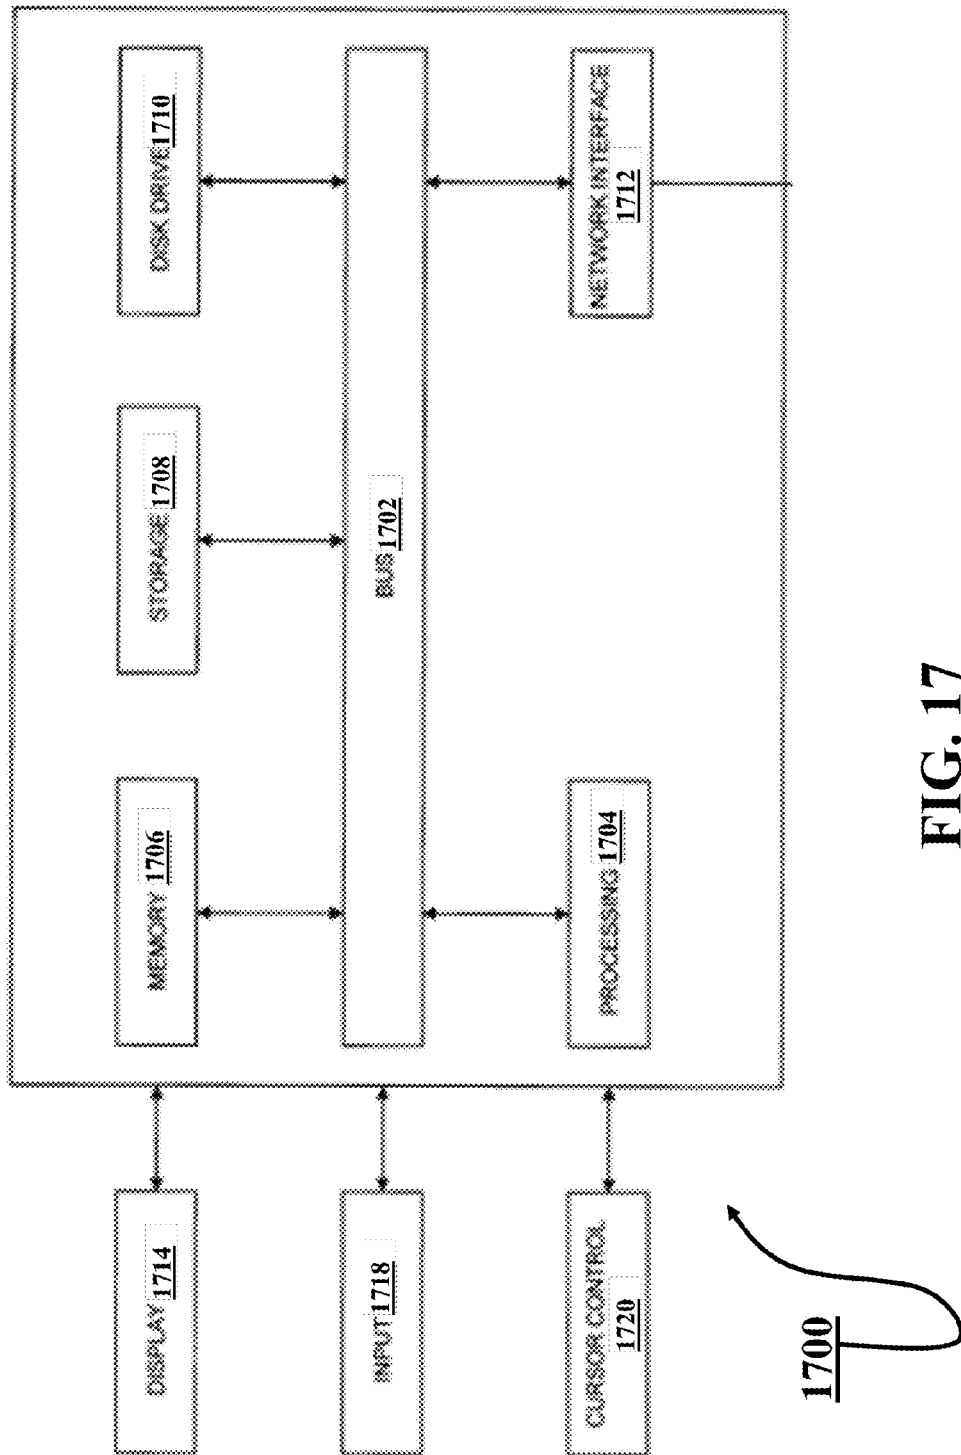 DISPLAY 1714
MEMORY 1706
STORAGE 1708
DISK DRIVE 1710
INPUT 1718
BUS 1702
CURSOR CONTROL
1720
PROCESSING 1704
NETWORK INTERFACE
1712
1700
FIG. 17